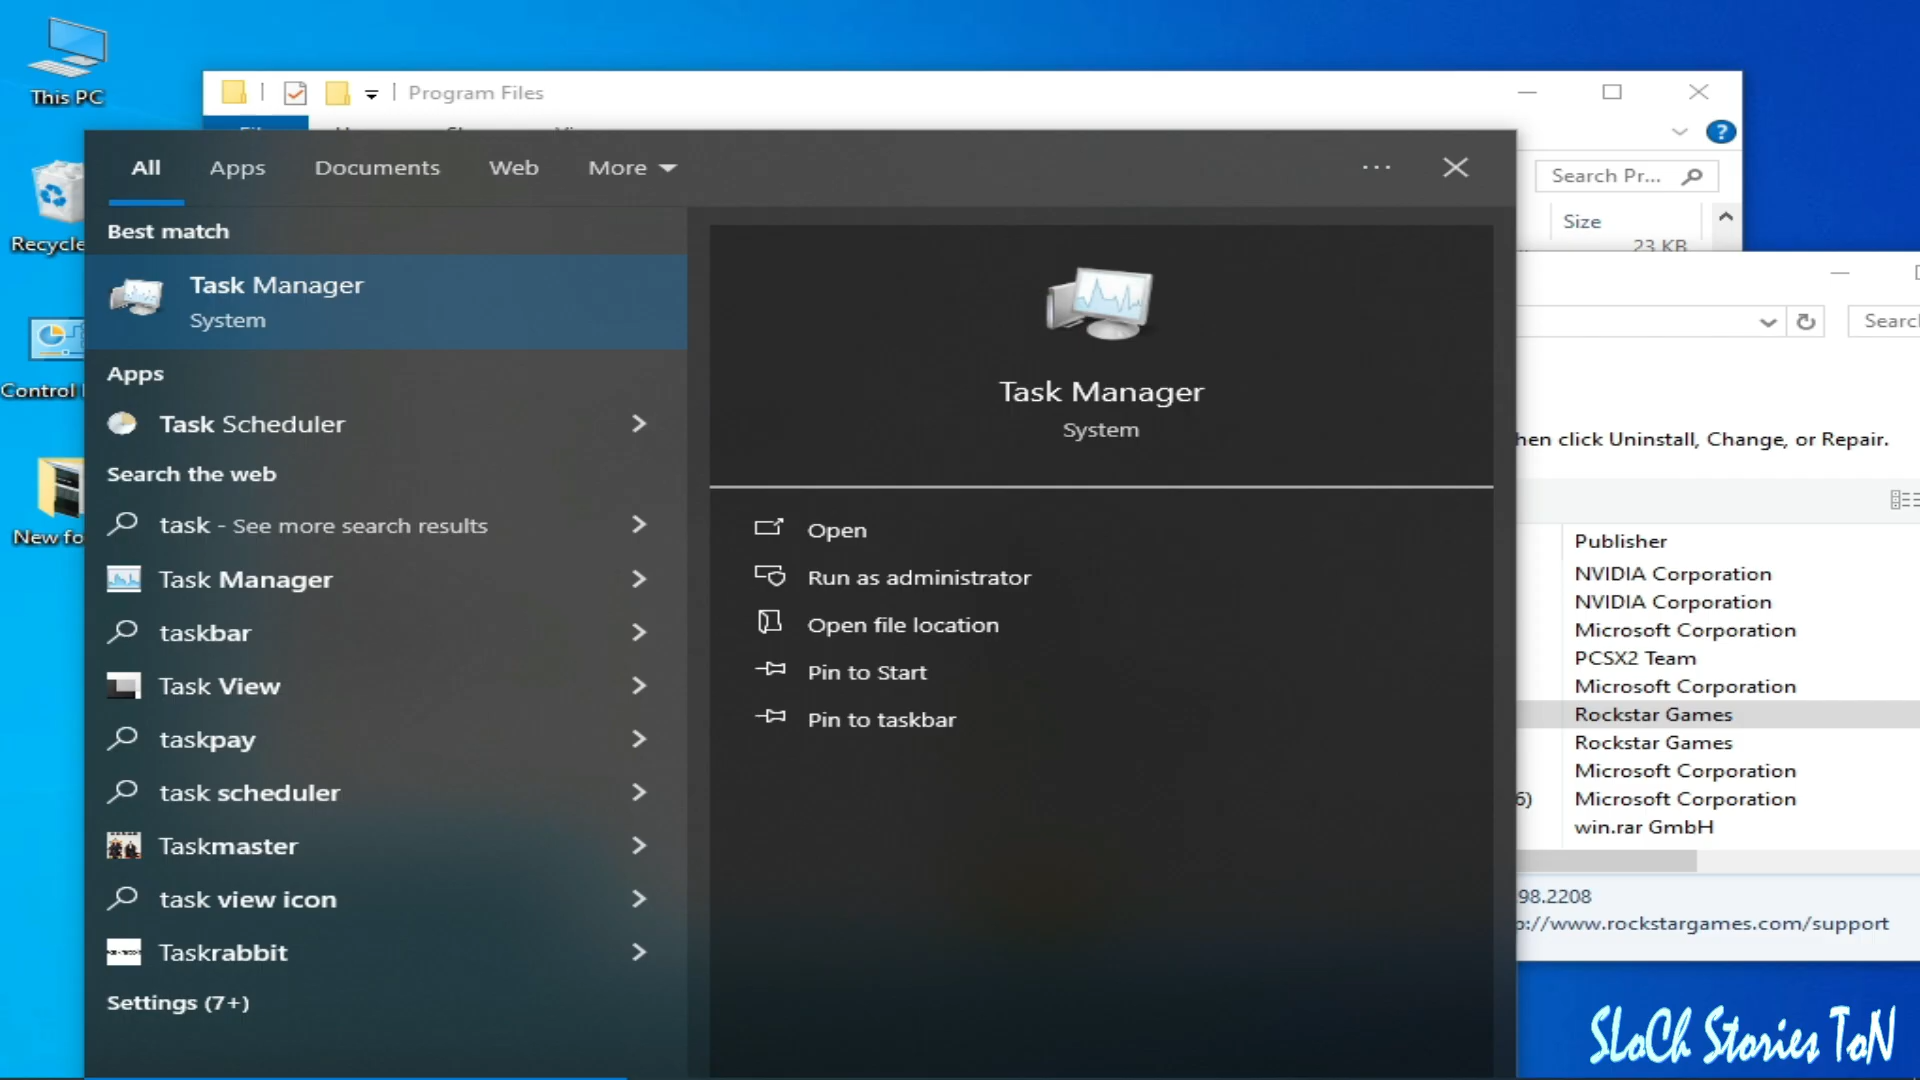 This PC
Program Files
All Apps Documents Web More
Search Pr...
Best match
Size
23 KB
Recycle
Task Manager
System
Search
Apps
Control
Task Manager
System
Task Scheduler
hen click Uninstall, Change, or Repair.
Search the web
task - See more search results
Open
New fo
Publisher
Task Manager
Run as administrator
NVIDIA Corporation
NVIDIA Corporation
taskbar
Open file location
Microsoft Corporation
PCSX2 Team
Task View
Pin to Start
Microsoft Corporation
Rockstar Games
taskpay
Pin to taskbar
Rockstar Games
Microsoft Corporation
task scheduler
6) Microsoft Corporation
win.rar GmbH
Taskmaster
task view icon
98.2208
p://www.rockstargames.com/support
Taskrabbit
Settings (7+)
SLoCh Stories ToN